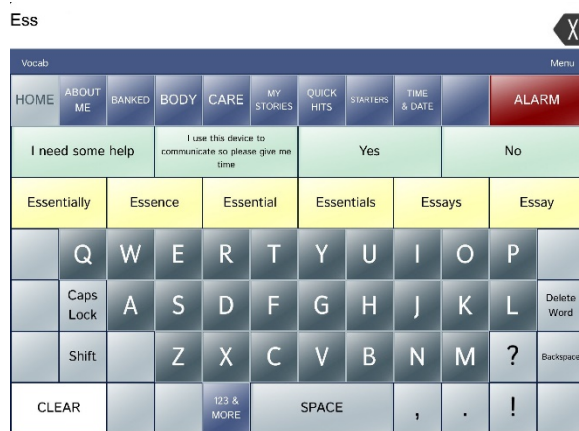 Ess
X
Vocab Menu
HOME ABOUT ME BANKED BODY CARE MY STORIES QUICK HITS STARTERS TIME & DATE ALARM
I need some help I use this device to communicate so please give me time Yes No
Essentially Essence Essential Essentials Essays Essay
Q W E R T Y U I O P
Caps Lock A S D F G H J K L Delete Word
Shift Z X C V B N M ? Backspace
CLEAR 123 & MORE SPACE , . !